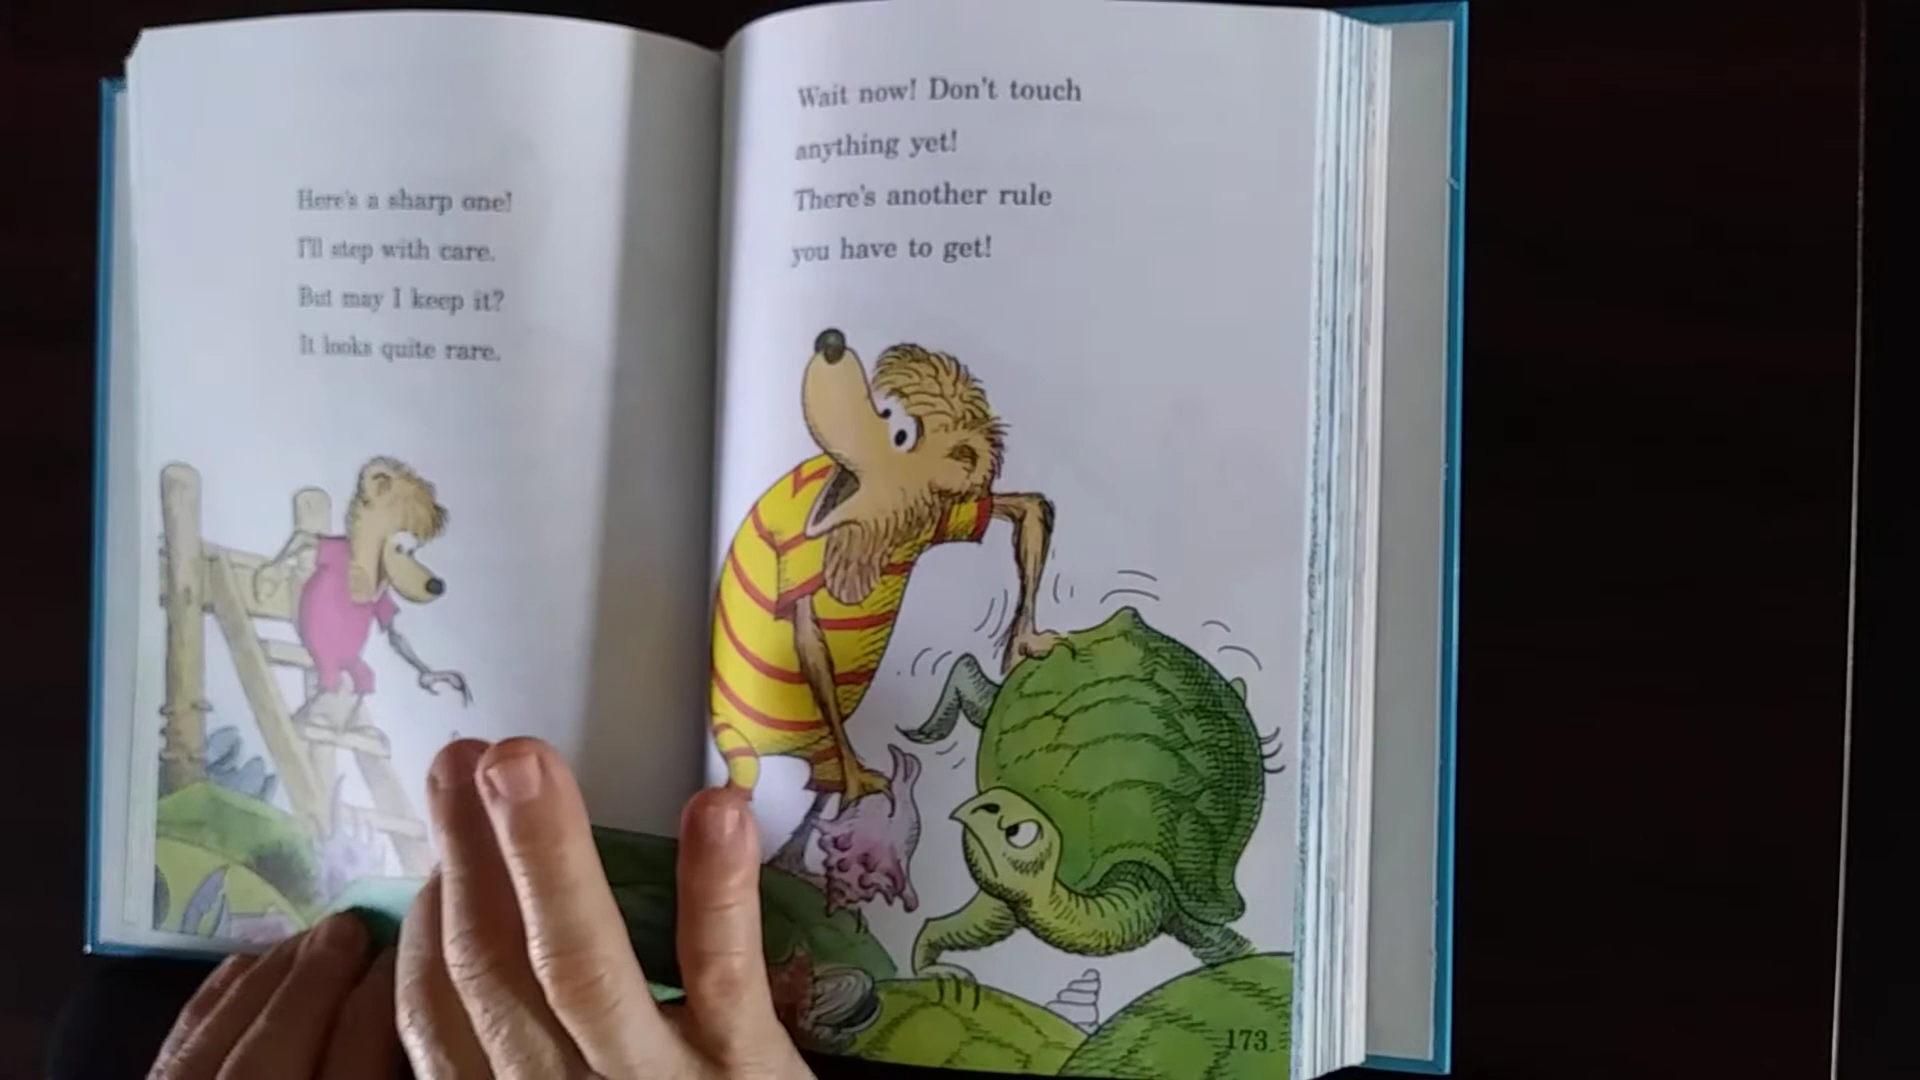 Here's a sharp one!
I'll step with care.
But may I keep it?
It looks quite rare.
Wait now! Don't touch
anything yet!
There's another rule
you have to get!
173